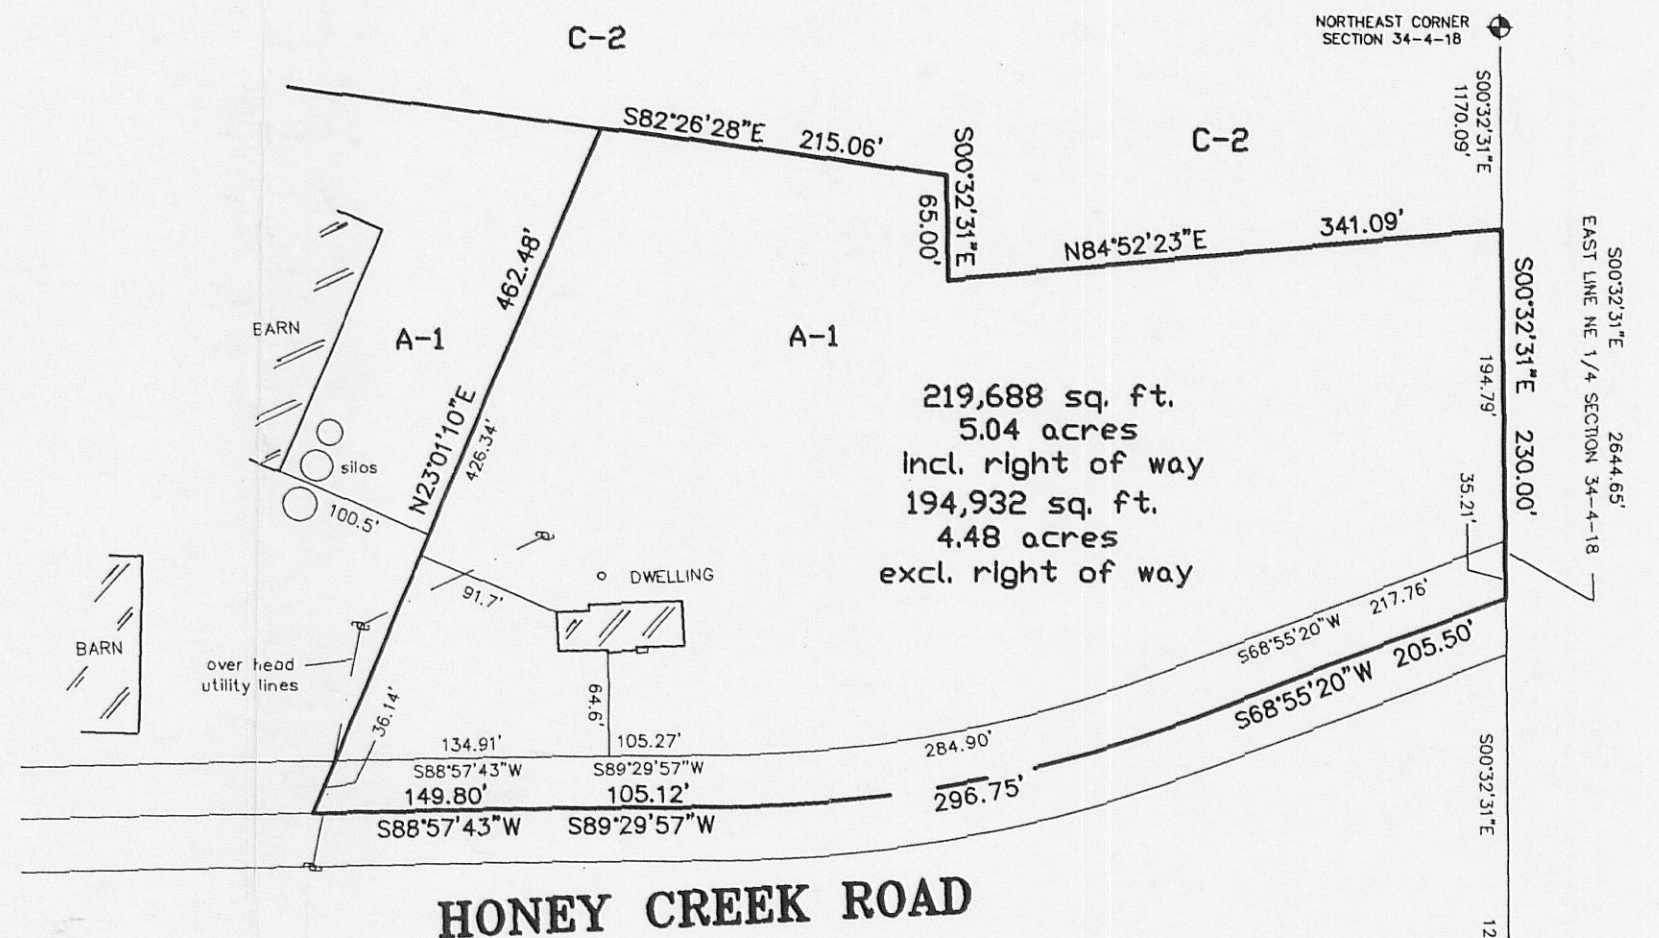 C-2
NORTHEAST CORNER
SECTION 34-4-18
S00°32'31"E
1170.09'
S82°26'28"E 215.06'
S00°32'31"E
65.00'
C-2
N84°52'23"E 341.09'
S00°32'31"E 2644.65'
EAST LINE NE 1/4 SECTION 34-4-18
S00°32'31"E 230.00'
194.79'
35.21'
BARN
A-1
462.48'
N23°01'10"E
426.34'
A-1
219,688 sq. ft.
5.04 acres
incl. right of way
194,932 sq. ft.
4.48 acres
excl. right of way
silos
100.5'
91.7'
DWELLING
BARN
over head
utility lines
36.14'
64.6'
S68°55'20"W 217.76'
S68°55'20"W 205.50'
134.91'
S88°57'43"W
149.80'
S88°57'43"W
105.27'
S89°29'57"W
105.12'
S89°29'57"W
284.90'
296.75'
S00°32'31"E
12
HONEY CREEK ROAD